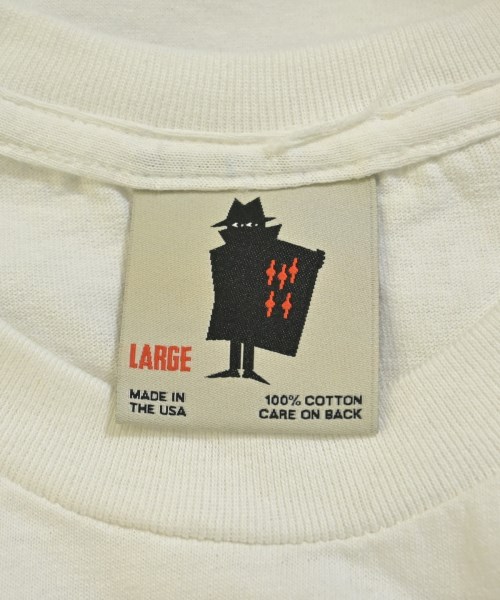 LARGE
MADE IN
THE USA
100% COTTON
CARE ON BACK